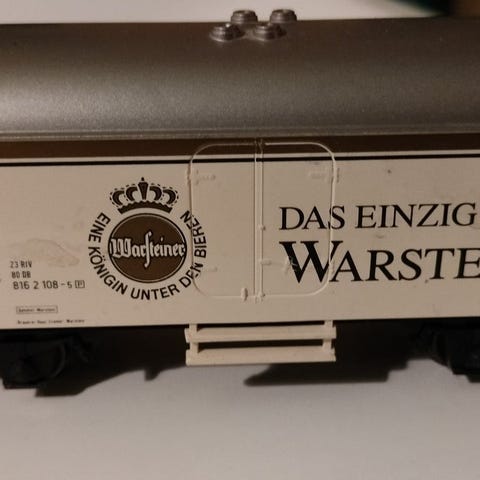 EINE KÖNIGIN UNTER DEN BIEREN
Warsteiner
DAS EINZIG
WARSTE
23 RIV
80 DB
816 2 108-5 P